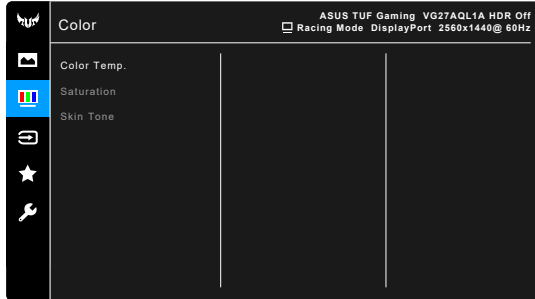 Color
ASUS TUF Gaming VG27AQL1A HDR Off
Racing Mode DisplayPort 2560x1440@ 60Hz
Color Temp.
Saturation
Skin Tone